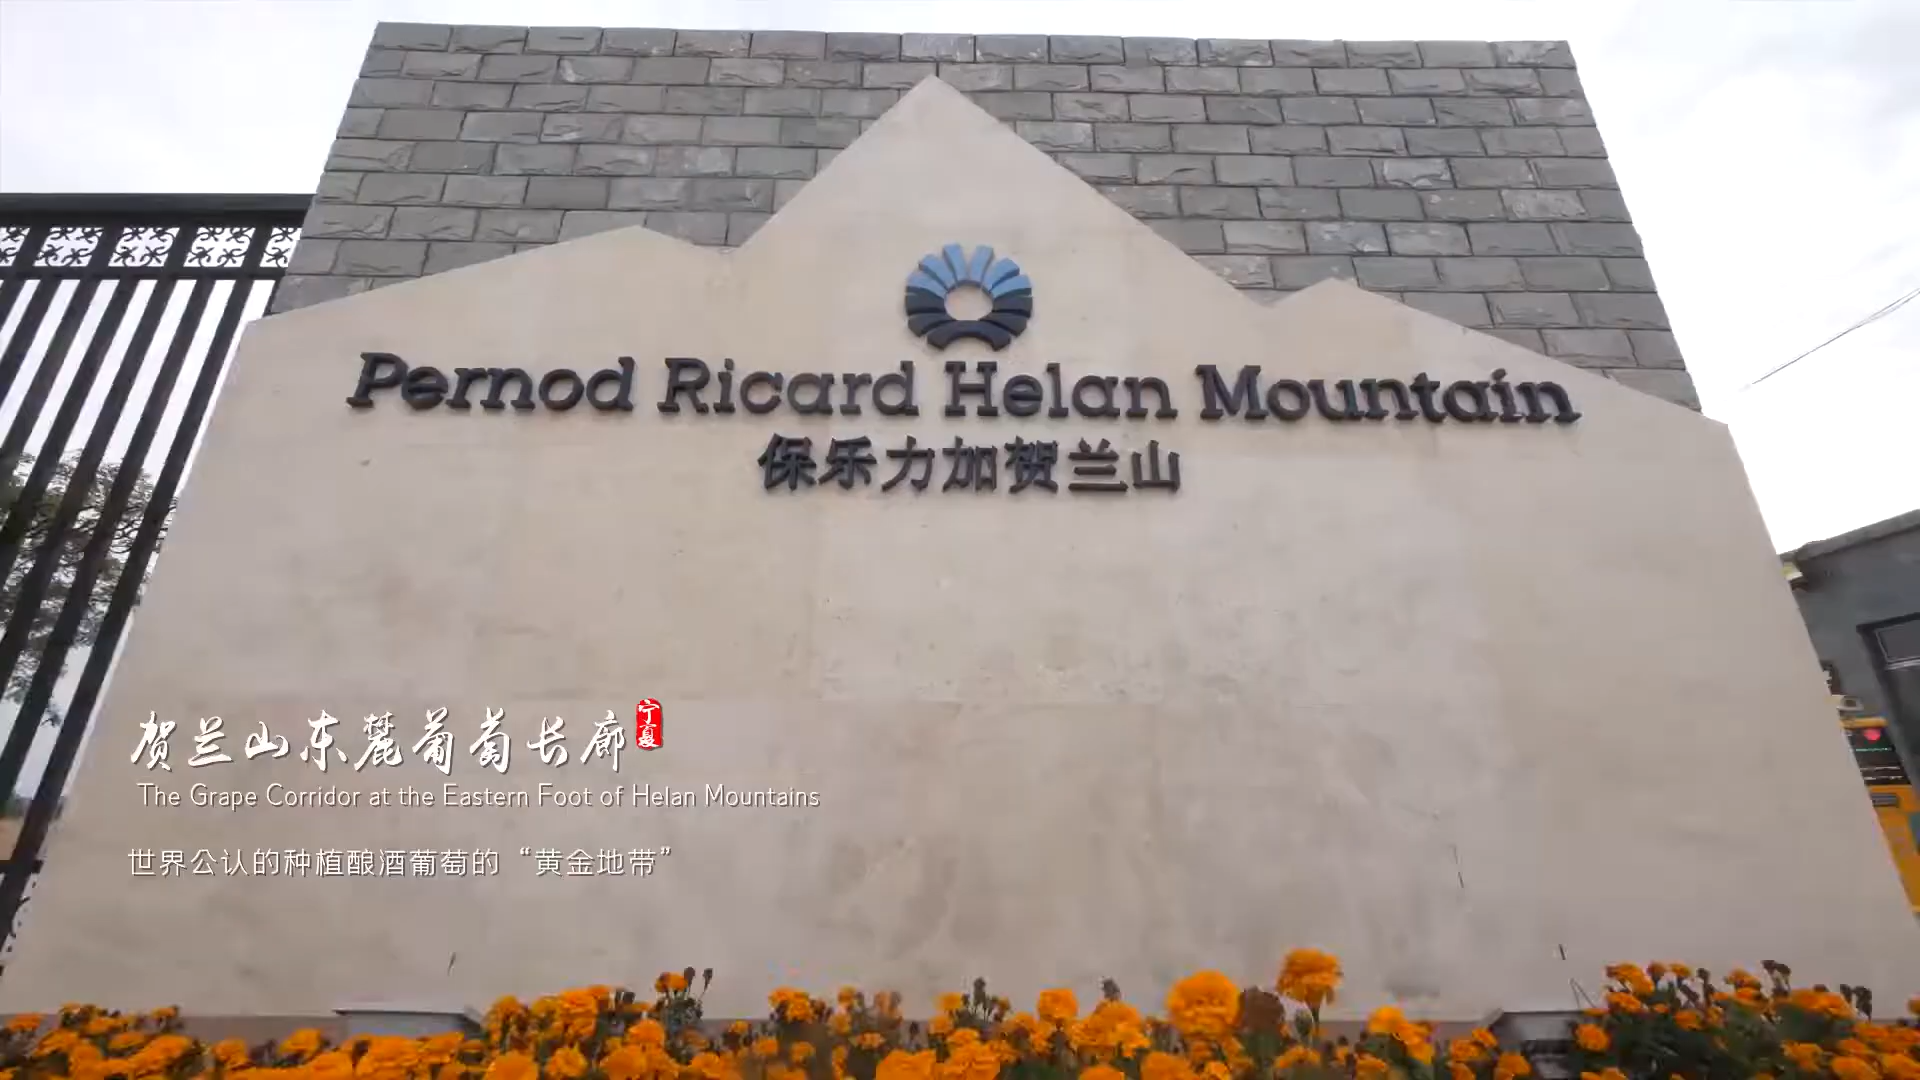 Pernod Ricard Helan Mountain
保乐力加贺兰山
贺兰山东麓葡萄长廊 宁夏
The Grape Corridor at the Eastern Foot of Helan Mountains
世界公认的种植酿酒葡萄的“黄金地带”